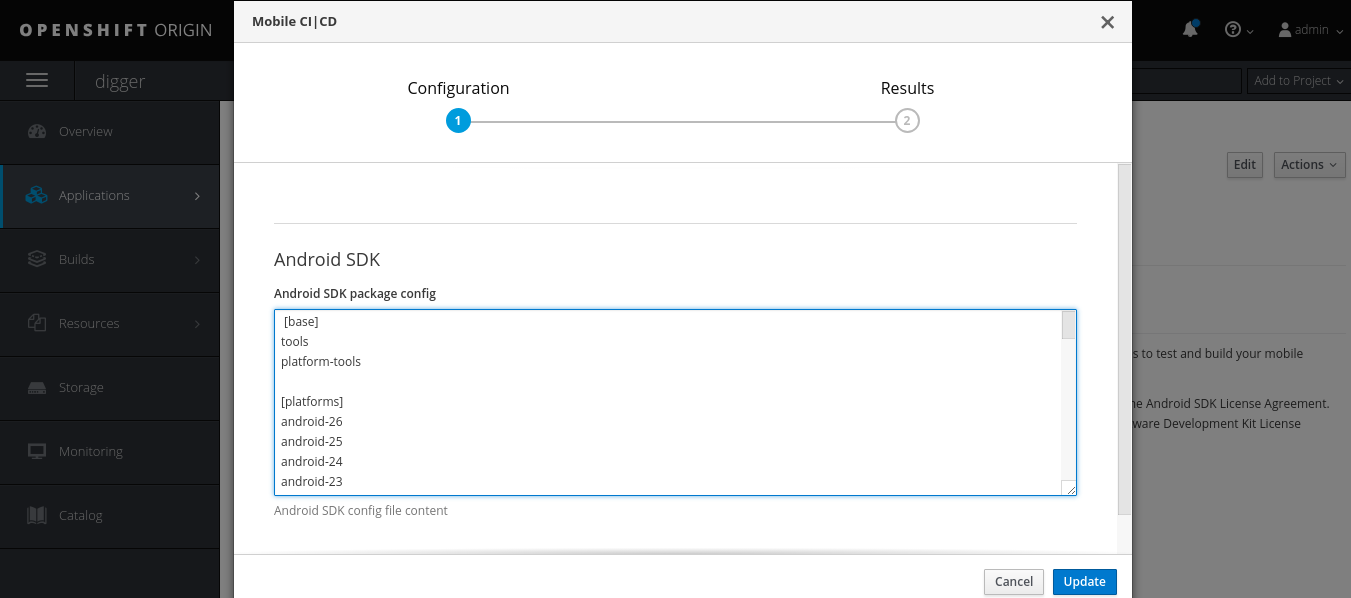 OPENSHIFT ORIGIN
Mobile CI|CD
admin
digger
Add to Project
Configuration
Results
1
2
Overview
Applications
Builds
Resources
Storage
Monitoring
Catalog
Edit
Actions
Android SDK
Android SDK package config
[base]
tools
platform-tools
[platforms]
android-26
android-25
android-24
android-23
Android SDK config file content
s to test and build your mobile
ne Android SDK License Agreement.
ware Development Kit License
Cancel
Update